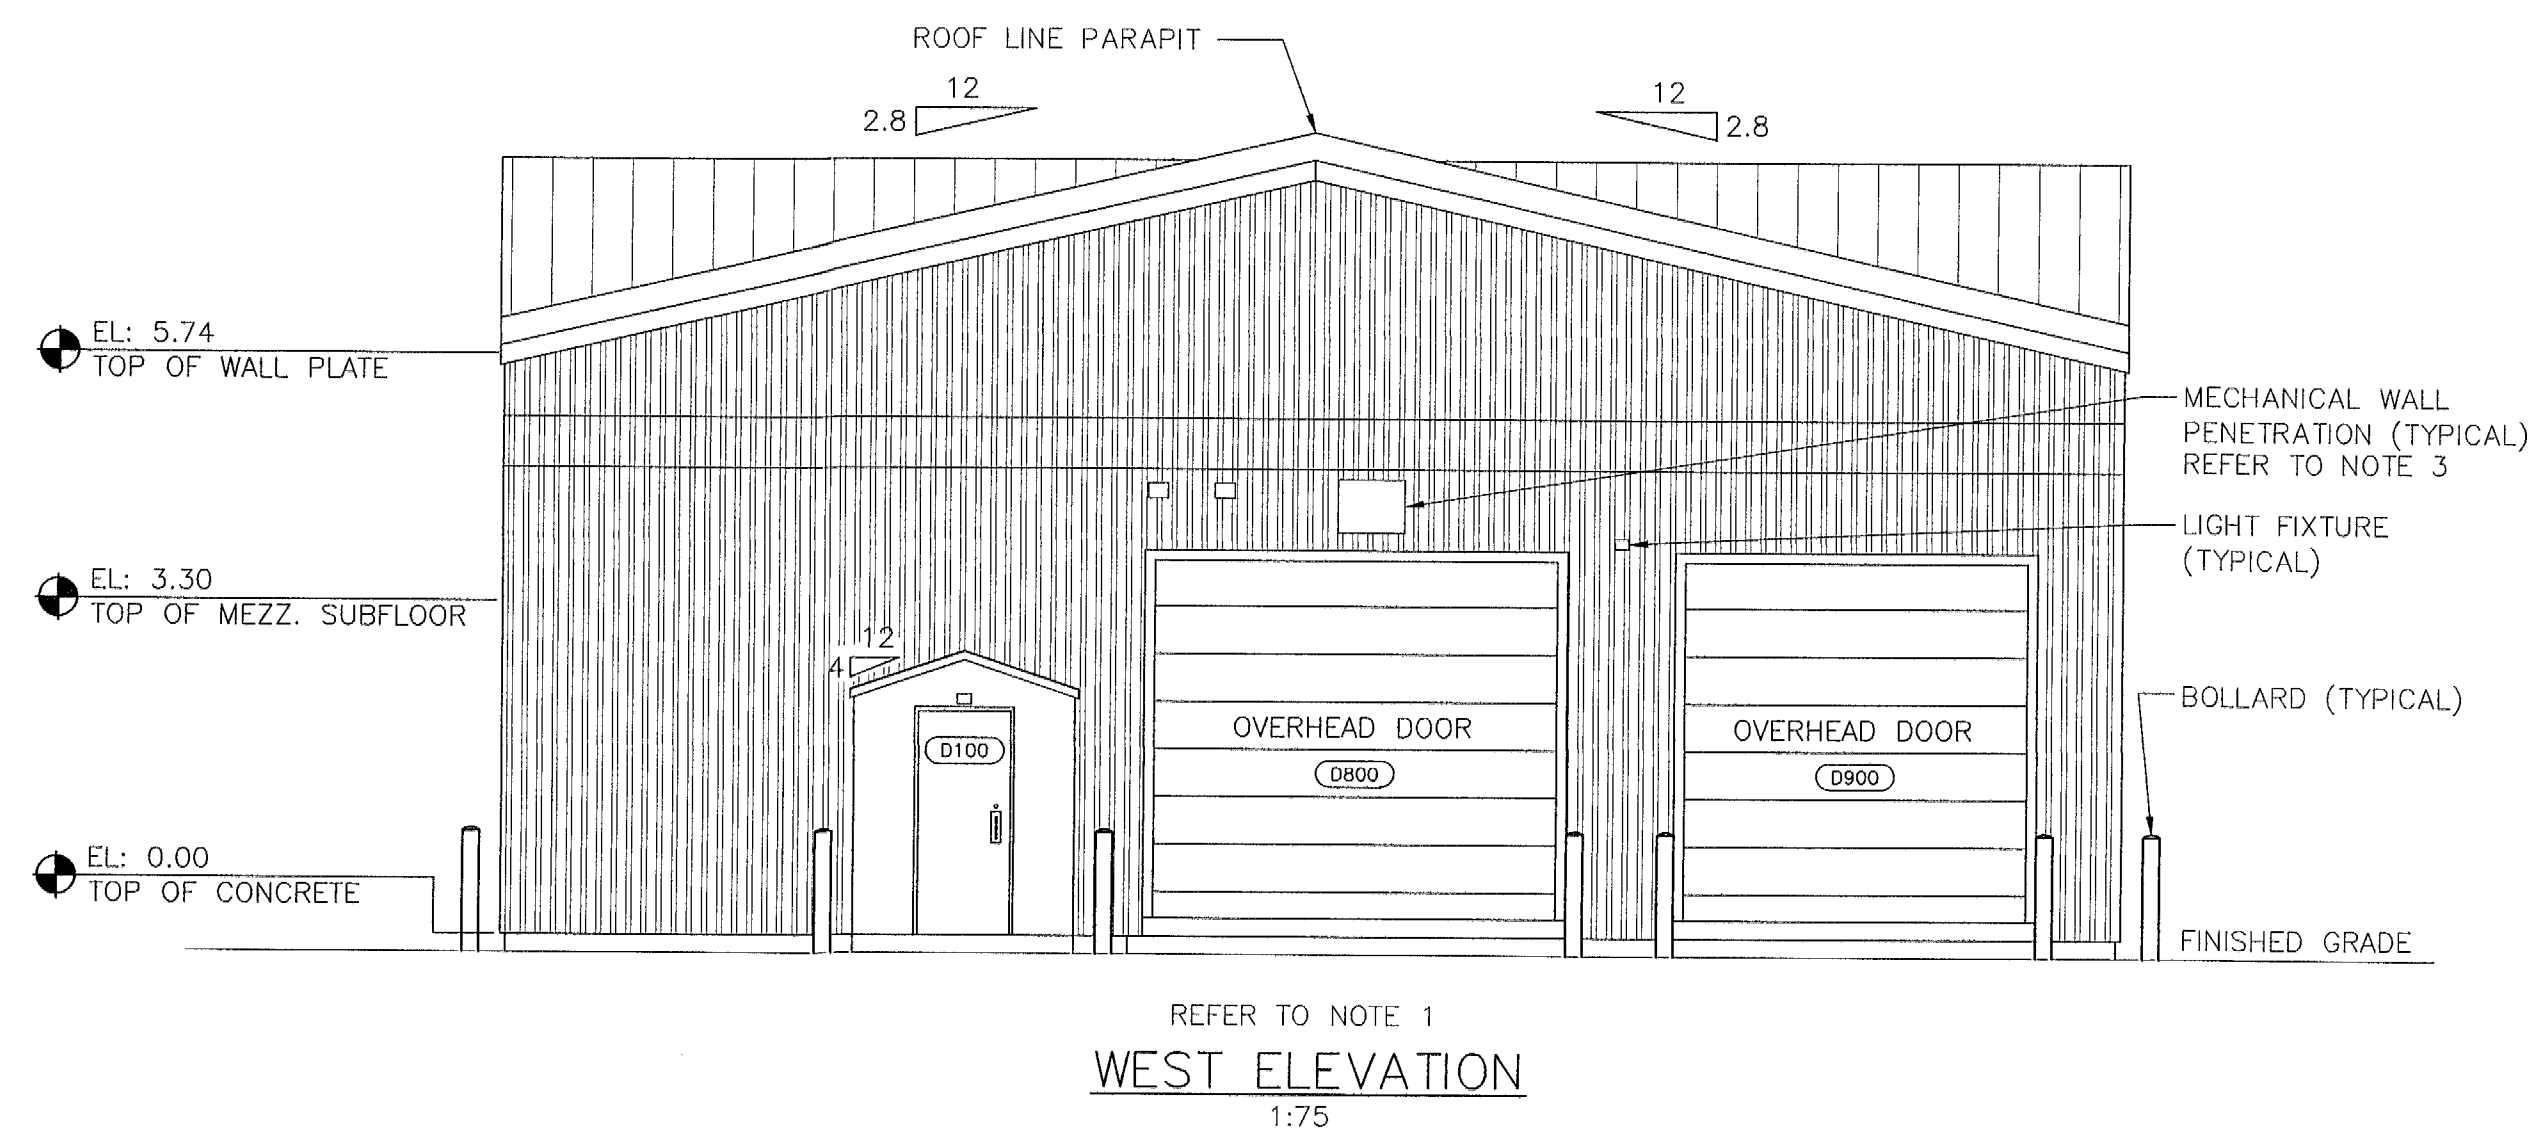 ROOF LINE PARAPIT
12
2.8
12
2.8
EL: 5.74
TOP OF WALL PLATE
MECHANICAL WALL
PENETRATION (TYPICAL)
REFER TO NOTE 3
LIGHT FIXTURE
(TYPICAL)
EL: 3.30
TOP OF MEZZ. SUBFLOOR
12
4
BOLLARD (TYPICAL)
OVERHEAD DOOR
OVERHEAD DOOR
D100
D800
D900
EL: 0.00
TOP OF CONCRETE
FINISHED GRADE
REFER TO NOTE 1
WEST ELEVATION
1:75